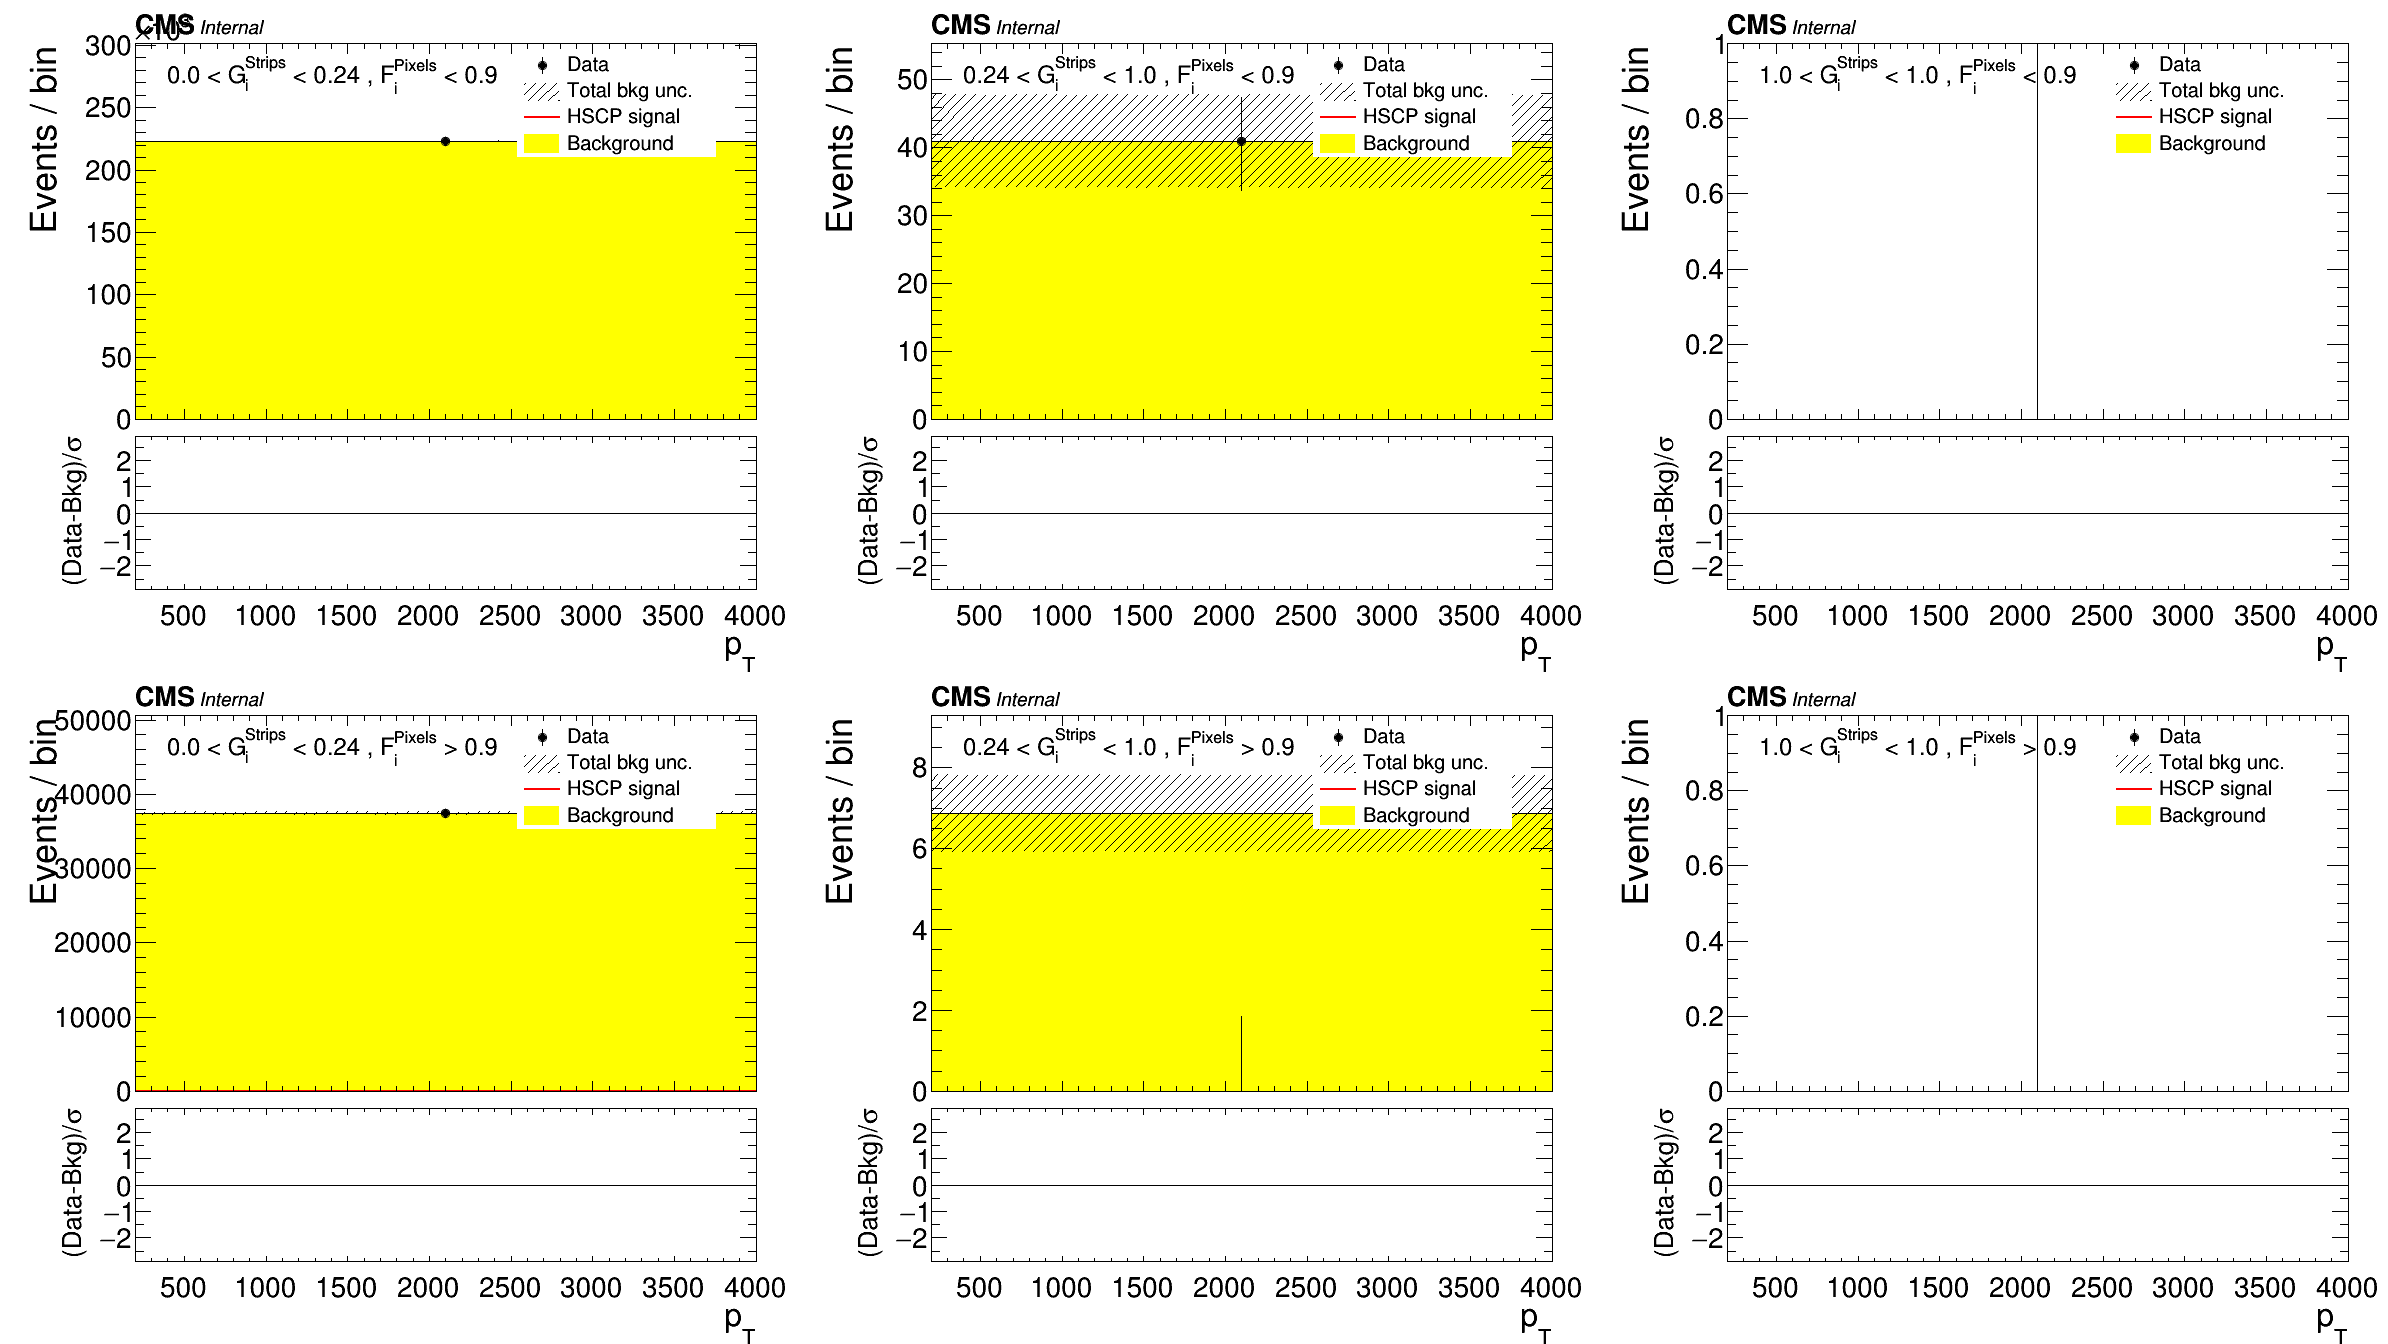 CMS Internal
Events / bin
300
250
200
150
100
50
0
0.0 < G_i^Strips < 0.24 , F_i^Pixels < 0.9
Data
Total bkg unc.
HSCP signal
Background
(Data-Bkg)/σ
2
1
0
−1
−2
500 1000 1500 2000 2500 3000 3500 4000
p_T
CMS Internal
Events / bin
50
40
30
20
10
0
0.24 < G_i^Strips < 1.0 , F_i^Pixels < 0.9
Data
Total bkg unc.
HSCP signal
Background
(Data-Bkg)/σ
2
1
0
−1
−2
500 1000 1500 2000 2500 3000 3500 4000
p_T
CMS Internal
Events / bin
1
0.8
0.6
0.4
0.2
0
1.0 < G_i^Strips < 1.0 , F_i^Pixels < 0.9
Data
Total bkg unc.
HSCP signal
Background
(Data-Bkg)/σ
2
1
0
−1
−2
500 1000 1500 2000 2500 3000 3500 4000
p_T
CMS Internal
Events / bin
50000
40000
30000
20000
10000
0
0.0 < G_i^Strips < 0.24 , F_i^Pixels > 0.9
Data
Total bkg unc.
HSCP signal
Background
(Data-Bkg)/σ
2
1
0
−1
−2
500 1000 1500 2000 2500 3000 3500 4000
p_T
CMS Internal
Events / bin
8
6
4
2
0
0.24 < G_i^Strips < 1.0 , F_i^Pixels > 0.9
Data
Total bkg unc.
HSCP signal
Background
(Data-Bkg)/σ
2
1
0
−1
−2
500 1000 1500 2000 2500 3000 3500 4000
p_T
CMS Internal
Events / bin
1
0.8
0.6
0.4
0.2
0
1.0 < G_i^Strips < 1.0 , F_i^Pixels > 0.9
Data
Total bkg unc.
HSCP signal
Background
(Data-Bkg)/σ
2
1
0
−1
−2
500 1000 1500 2000 2500 3000 3500 4000
p_T